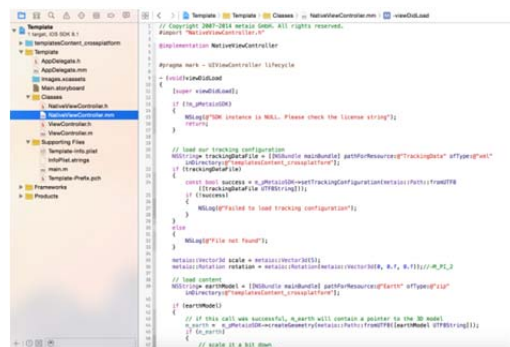 Template
1 target, iOS SDK 8.1
templatesContent_crossplatform
Template
AppDelegate.h
AppDelegate.mm
Images.xcassets
Main.storyboard
Classes
NativeViewController.h
NativeViewController.mm
ViewController.h
ViewController.m
Supporting Files
Template-Info.plist
InfoPlist.strings
main.m
Template-Prefix.pch
Frameworks
Products
Template Template Classes NativeViewController.mm -viewDidLoad
// Copyright 2007-2014 metaio GmbH. All rights reserved.
#import "NativeViewController.h"
@implementation NativeViewController
#pragma mark - UIViewController lifecycle
- (void)viewDidLoad
{
[super viewDidLoad];
if (!m_pMetaioSDK)
{
NSLog(@"SDK instance is NULL. Please check the license string");
return;
}
// load our tracking configuration
NSString* trackingDataFile = [[NSBundle mainBundle] pathForResource:@"TrackingData" ofType:@"xml"
inDirectory:@"templatesContent_crossplatform"];
if (trackingDataFile)
{
const bool success = m_pMetaioSDK->setTrackingConfiguration(metaio::Path::fromUTF8
([trackingDataFile UTF8String]));
if (!success)
{
NSLog(@"Failed to load tracking configuration");
}
}
else
{
NSLog(@"File not found");
}
metaio::Vector3d scale = metaio::Vector3d(5);
metaio::Rotation rotation = metaio::Rotation(metaio::Vector3d(0, 0.f, 0.f));//-M_PI_2
// load content
NSString* earthModel = [[NSBundle mainBundle] pathForResource:@"Earth" ofType:@"zip"
inDirectory:@"templatesContent_crossplatform"];
if (earthModel)
{
// if this call was successful, m_earth will contain a pointer to the 3D model
m_earth = m_pMetaioSDK->createGeometry(metaio::Path::fromUTF8([earthModel UTF8String]));
if (m_earth)
{
// scale it a bit down